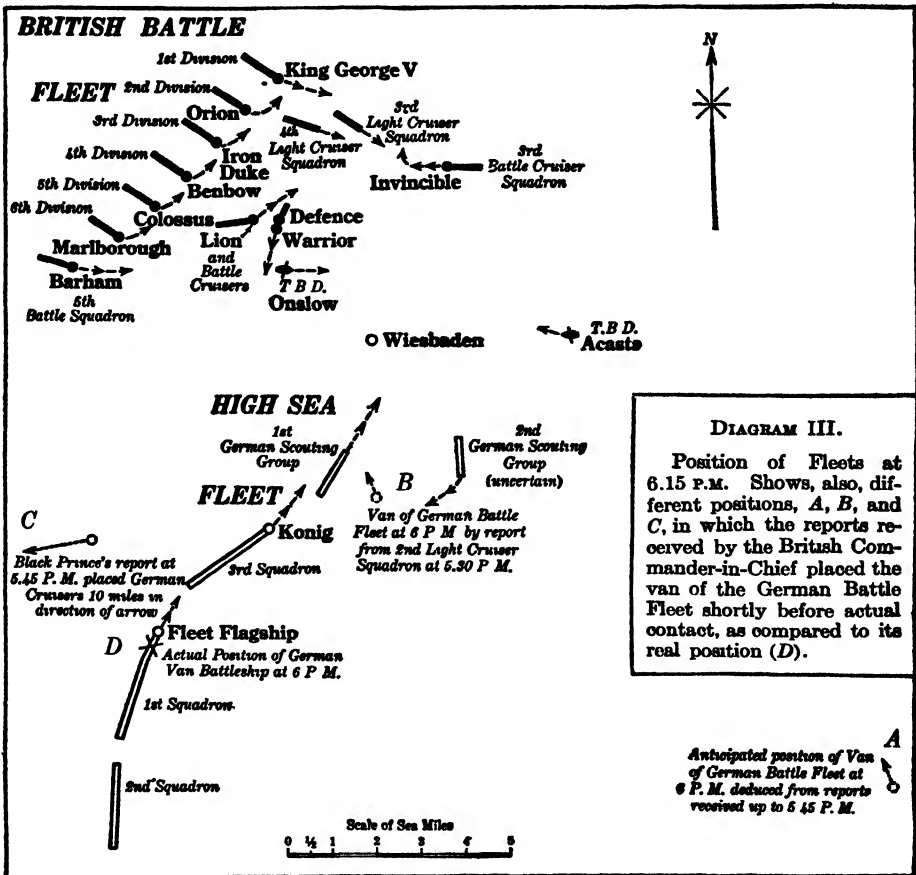 BRITISH BATTLE
FLEET
1st Division
King George V
2nd Division
Orion
3rd Division
Iron
Duke
4th Division
Benbow
5th Division
Colossus
6th Division
Marlborough
Barham
5th
Battle Squadron
4th
Light Cruiser
Squadron
3rd
Light Cruiser
Squadron
Invincible
3rd
Battle Cruiser
Squadron
Lion
and
Battle
Cruisers
Defence
Warrior
T B D.
Onslow
N
Wiesbaden
T.B D.
Acasta
HIGH SEA
FLEET
1st
German Scouting
Group
2nd
German Scouting
Group
(uncertain)
B
Van of German Battle
Fleet at 6 P M by report
from 2nd Light Cruiser
Squadron at 5.30 P M.
Konig
3rd Squadron
C
Black Prince's report at
5.45 P. M. placed German
Cruisers 10 miles in
direction of arrow
D
Fleet Flagship
Actual Position of German
Van Battleship at 6 P M.
1st Squadron
2nd Squadron
DIAGRAM III.
Position of Fleets at
6.15 P.M. Shows, also, dif-
ferent positions, A, B, and
C, in which the reports re-
ceived by the British Com-
mander-in-Chief placed the
van of the German Battle
Fleet shortly before actual
contact, as compared to its
real position (D).
A
Anticipated position of Van
of German Battle Fleet at
6 P. M. deduced from reports
received up to 5 45 P. M.
Scale of Sea Miles
0 ½ 1 2 3 4 5